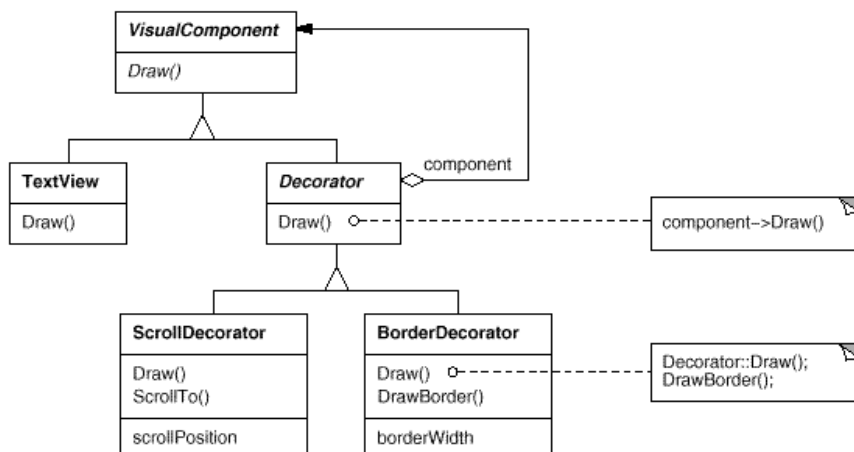 VisualComponent
Draw()
component
TextView
Draw()
Decorator
Draw()
component–>Draw()
ScrollDecorator
Draw()
ScrollTo()
scrollPosition
BorderDecorator
Draw()
DrawBorder()
borderWidth
Decorator::Draw();
DrawBorder();